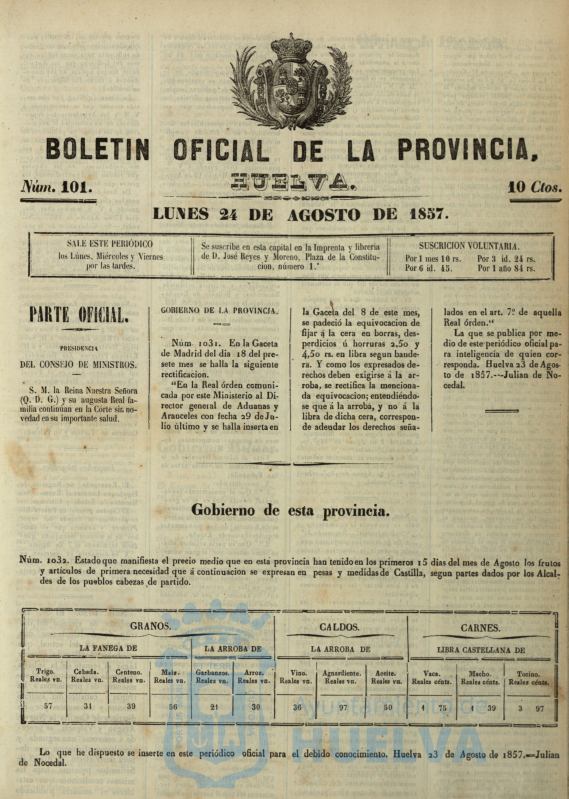 BOLETIN OFICIAL DE LA PROVINCIA,
HUELVA.
Núm. 101.
10 Ctos.
LUNES 24 DE AGOSTO DE 1857.
SALE ESTE PERIÓDICO
los Lúnes, Miércoles y Viernes
por las tardes.
Se suscribe en esta capital en la Imprenta y libreria
de D. José Reyes y Moreno, Plaza de la Constitu-
cion, número 1.º
SUSCRICION VOLUNTARIA.
Por 1 mes 10 rs. Por 3 id. 24 rs.
Por 6 id. 45. Por 1 año 84 rs.
PARTE OFICIAL.
PRESIDENCIA
DEL CONSEJO DE MINISTROS.
S. M. la Reina Nuestra Señora
(Q. D. G.) y su augusta Real fa-
milia continúan en la Córte sin no-
vedad en su importante salud.
GOBIERNO DE LA PROVINCIA.
Núm. 1031. En la Gaceta
de Madrid del dia 18 del pre-
sete mes se halla la siguiente
rectificacion.
"En la Real órden comuni-
cada por este Ministerio al Di-
rector general de Aduanas y
Aranceles con fecha 29 de Ju-
lio último y se halla inserta en
la Gaceta del 8 de este mes,
se padeció la equivocacion de
fijar á la cera en borras, des-
perdicios ú horruras 2,50 y
4,50 rs. en libra segun bande-
ra. Y como los expresados de-
rechos deben exigirse á la ar-
roba, se rectifica la menciona-
da equivocacion; entendiéndo-
se que á la arroba, y no á la
libra de dicha cera, correspon-
de adeudar los derechos seña-
lados en el art. 7.º de aquella
Real órden."
La que se publica por me-
dio de este periódico oficial pa-
ra inteligencia de quien cor-
responda. Huelva 23 de Agos-
to de 1857.—Julian de No-
cedal.
Gobierno de esta provincia.
Núm. 1032. Estado que manifiesta el precio medio que en esta provincia han tenido en los primeros 15 dias del mes de Agosto los frutos
y artículos de primera necesidad que á continuacion se expresan en pesas y medidas de Castilla, segun partes dados por los Alcal-
des de los pueblos cabezas de partido.
GRANOS. CALDOS. CARNES.
LA FANEGA DE LA ARROBA DE LA ARROBA DE LIBRA CASTELLANA DE
Trigo. Cebada. Centeno. Maiz. Garbanzos. Arroz. Vino. Aguardiente. Aceite. Vaca. Macho. Tocino.
Reales vn. Reales vn. Reales vn. Reales vn. Reales vn. Reales vn. Reales vn. Reales vn. Reales vn. Reales cénts. Reales cénts. Reales cénts.
57 31 39 56 21 30 36 97 50 1 75 1 39 3 97
Lo que he dispuesto se inserte en este periódico oficial para el debido conocimiento. Huelva 23 de Agosto de 1857.—Julian
de Nocedal.
Ayuntamiento de
HUELVA